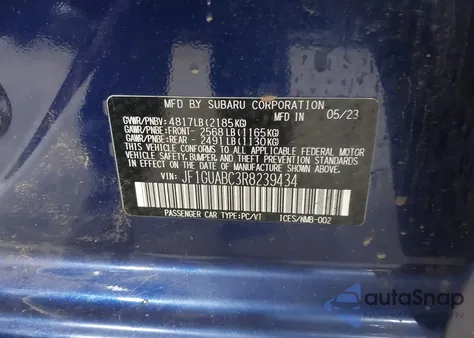 MFD BY SUBARU CORPORATION
GVWR/PNBV: 4817LB(2185KG) MFD IN 05/23
GAWR/PNBE:FRONT- 2568LB(1165KG)
GAWR/PNBE:REAR - 2491LB(1130KG)
THIS VEHICLE CONFORMS TO ALL APPLICABLE FEDERAL MOTOR
VEHICLE SAFETY, BUMPER, AND THEFT PREVENTION STANDARDS
IN EFFECT ON THE DATE OF MANUFACTURE SHOWN ABOVE.
VIN: JF1GUABC3R8239434
PASSENGER CAR TYPE:PC/VT ICES/NMB-002
autoSnap